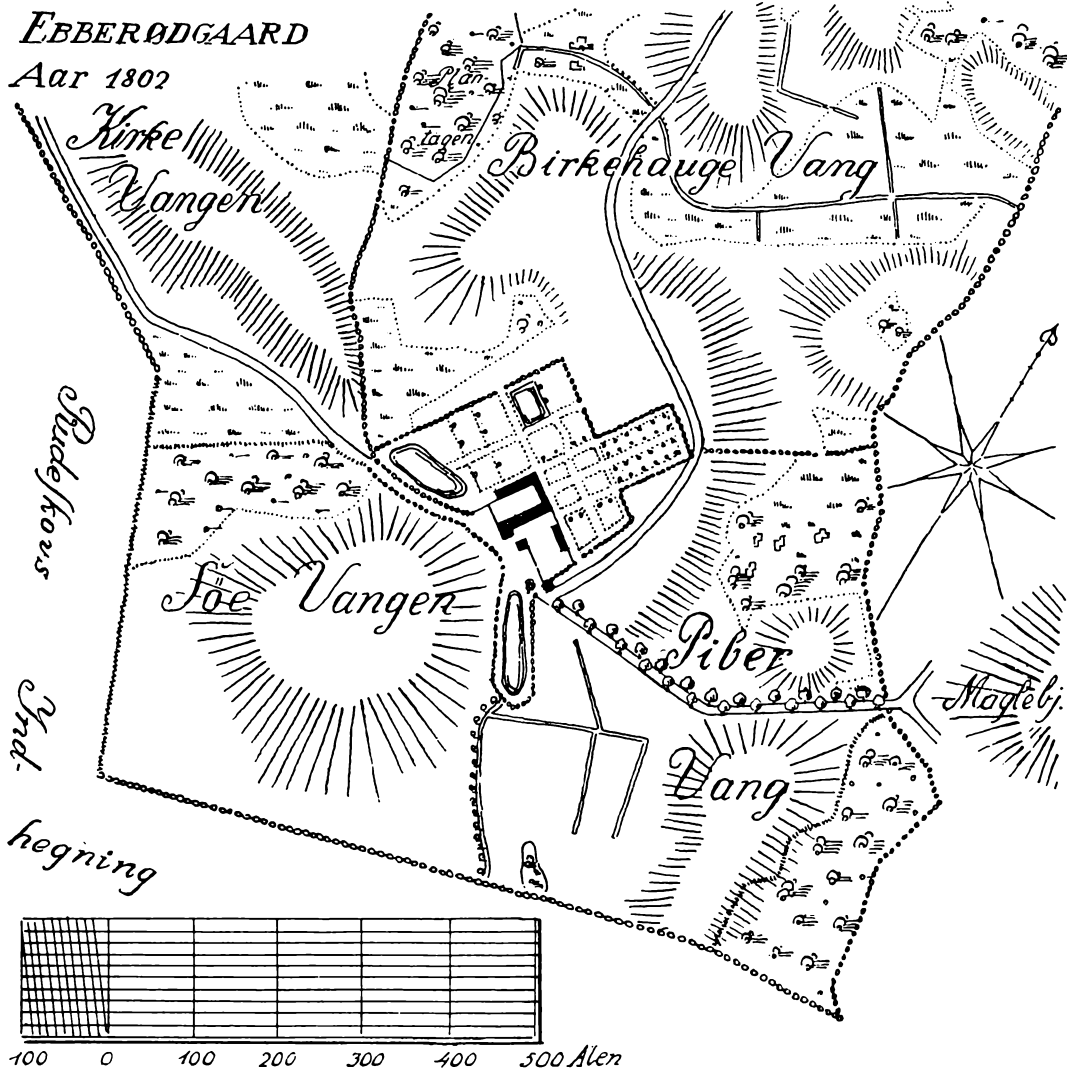 EBBERØDGAARD
Aar 1802
Kirke
Vangen
Plan
tagen
Birkehauge Vang
Rudeskovs
Ind-
hegning
Söe Vangen
Piber
Vang
Maglebj.
100 0 100 200 300 400 500 Alen